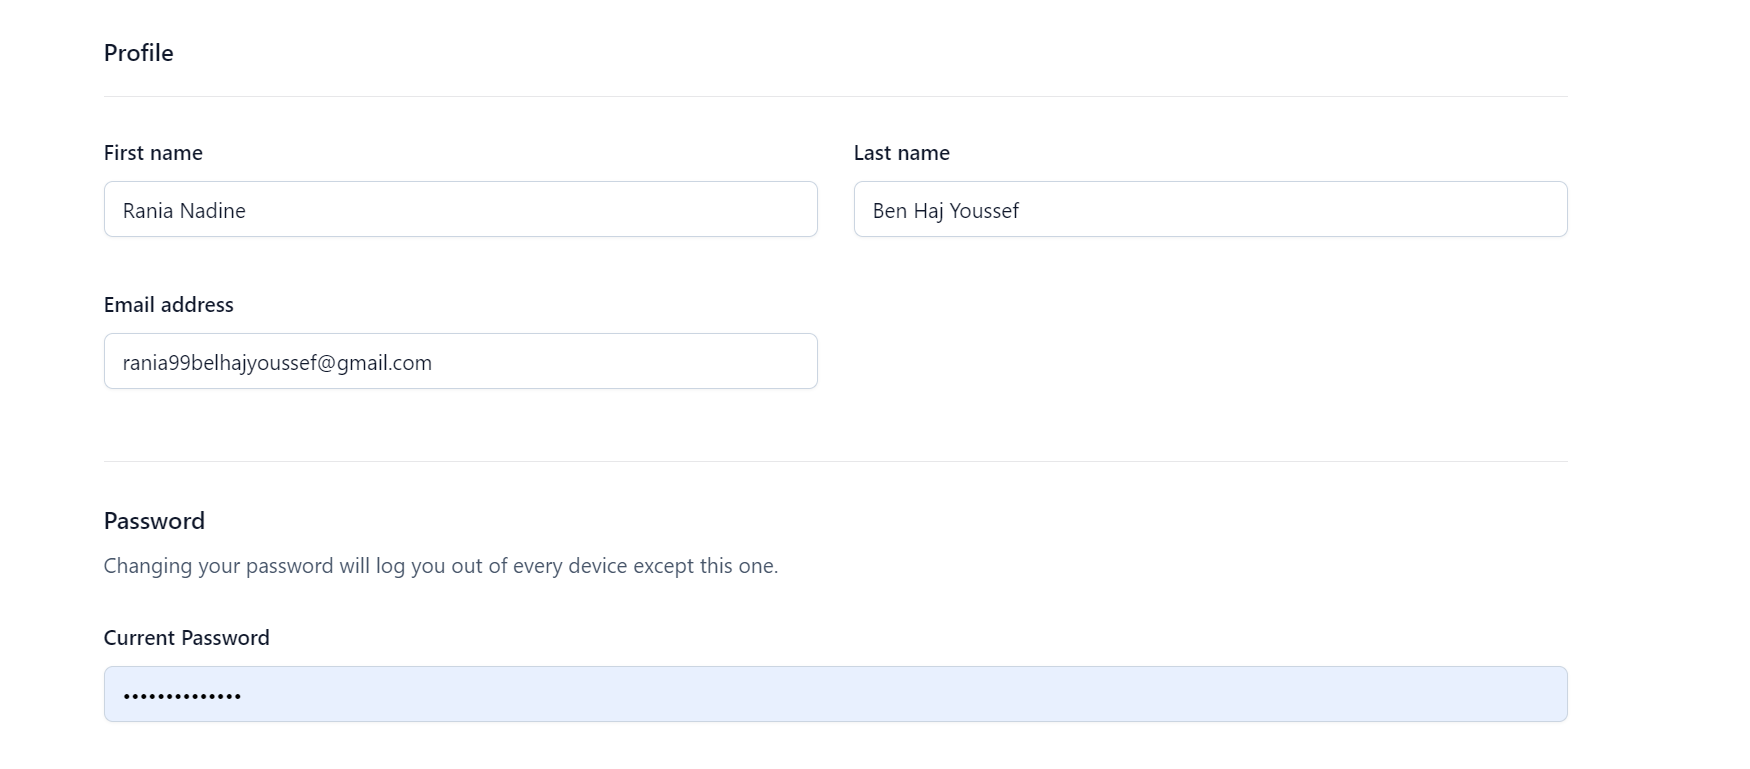 Profile
First name
Last name
Rania Nadine
Ben Haj Youssef
Email address
rania99belhajyoussef@gmail.com
Password
Changing your password will log you out of every device except this one.
Current Password
••••••••••••••